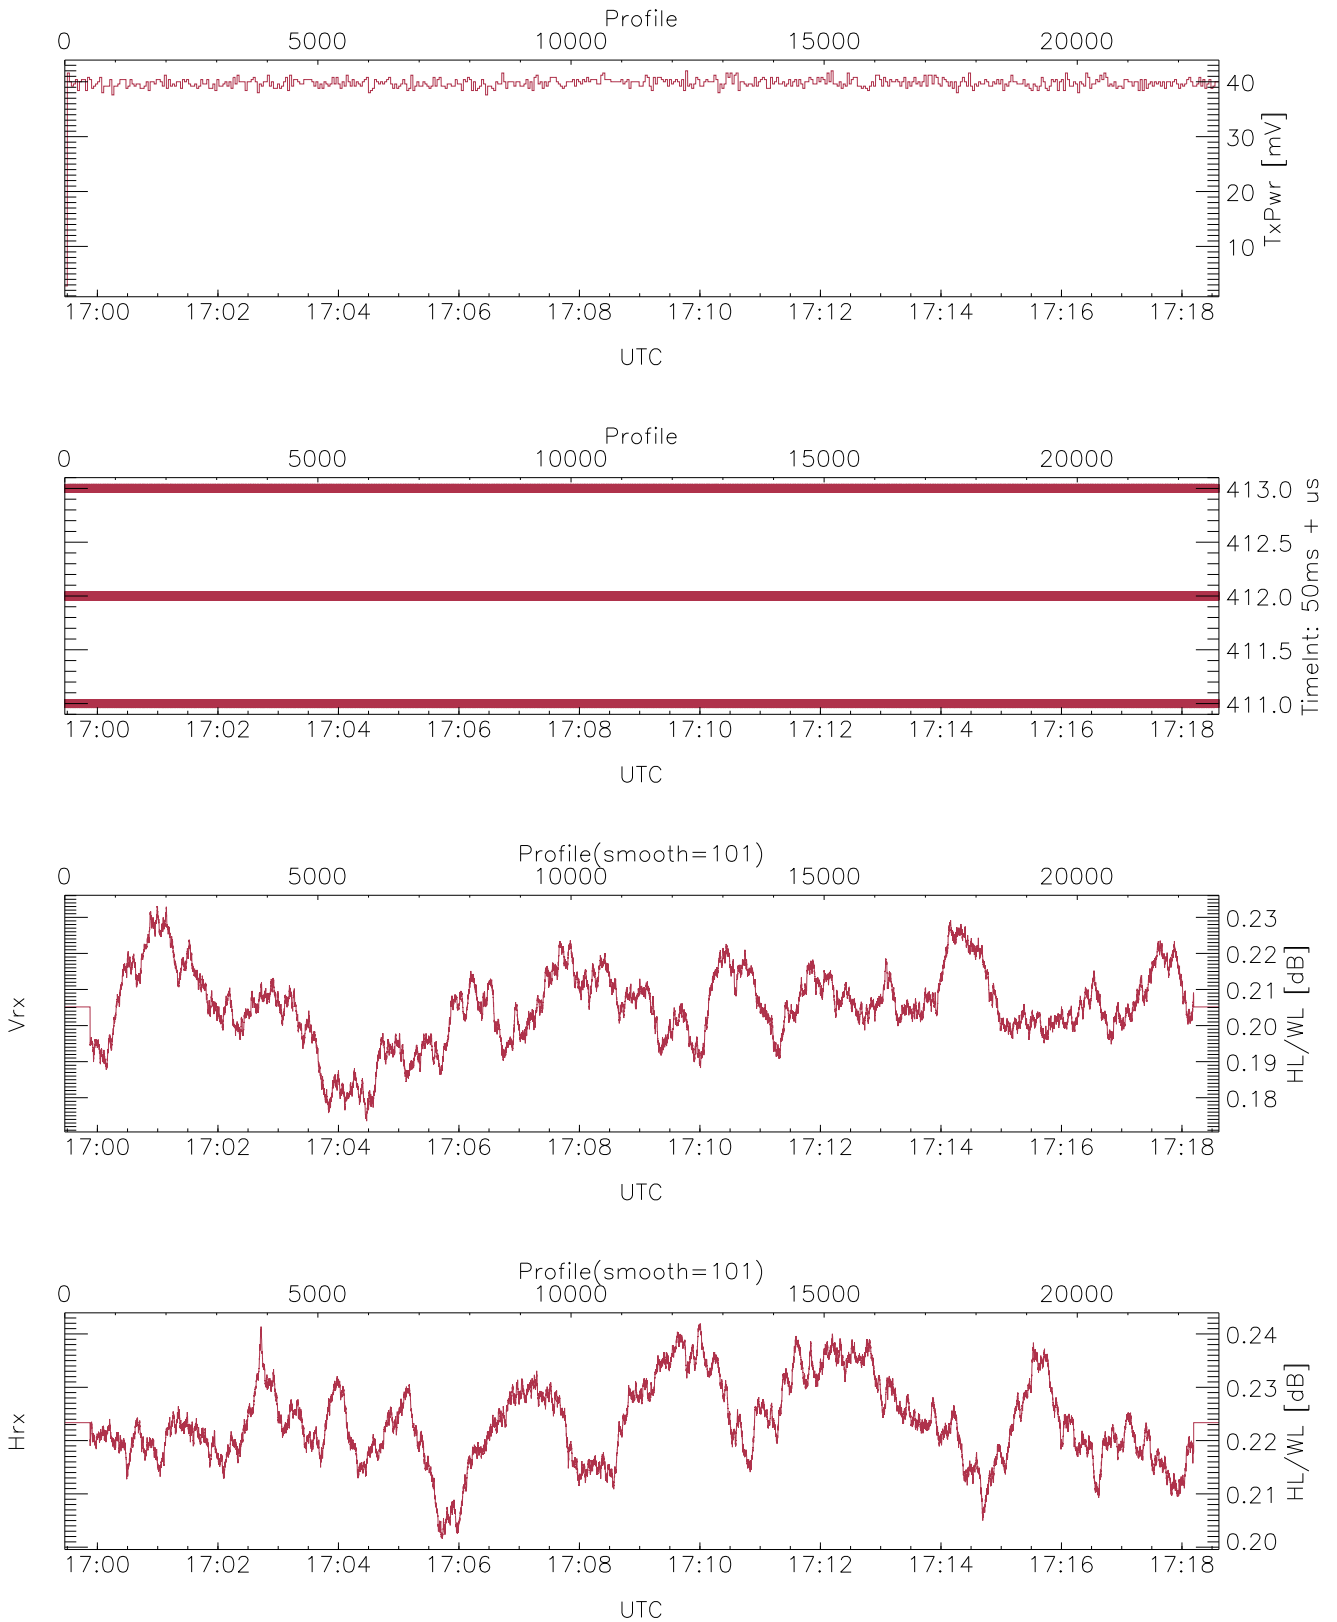 Profile
0 5000 10000 15000 20000
40
30
20
10
TxPwr [mV]
17:00 17:02 17:04 17:06 17:08 17:10 17:12 17:14 17:16 17:18
UTC
Profile
0 5000 10000 15000 20000
413.0
412.5
412.0
411.5
411.0
TimeInt: 50ms + us
17:00 17:02 17:04 17:06 17:08 17:10 17:12 17:14 17:16 17:18
UTC
Profile(smooth=101)
0 5000 10000 15000 20000
Vrx
0.23
0.22
0.21
0.20
0.19
0.18
HL/WL [dB]
17:00 17:02 17:04 17:06 17:08 17:10 17:12 17:14 17:16 17:18
UTC
Profile(smooth=101)
0 5000 10000 15000 20000
Hrx
0.24
0.23
0.22
0.21
0.20
HL/WL [dB]
17:00 17:02 17:04 17:06 17:08 17:10 17:12 17:14 17:16 17:18
UTC